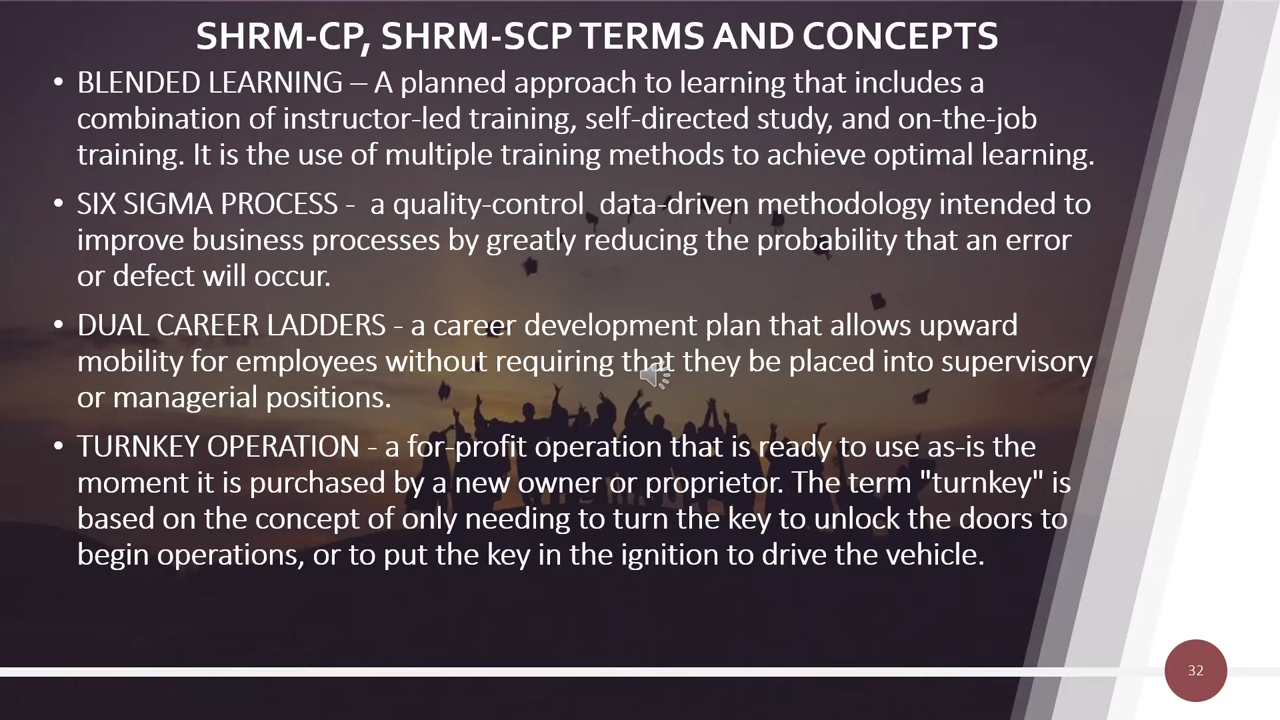 SHRM-CP, SHRM-SCP TERMS AND CONCEPTS
• BLENDED LEARNING – A planned approach to learning that includes a
combination of instructor-led training, self-directed study, and on-the-job
training. It is the use of multiple training methods to achieve optimal learning.
• SIX SIGMA PROCESS -  a quality-control  data-driven methodology intended to
improve business processes by greatly reducing the probability that an error
or defect will occur.
• DUAL CAREER LADDERS - a career development plan that allows upward
mobility for employees without requiring that they be placed into supervisory
or managerial positions.
• TURNKEY OPERATION - a for-profit operation that is ready to use as-is the
moment it is purchased by a new owner or proprietor. The term "turnkey" is
based on the concept of only needing to turn the key to unlock the doors to
begin operations, or to put the key in the ignition to drive the vehicle.
32